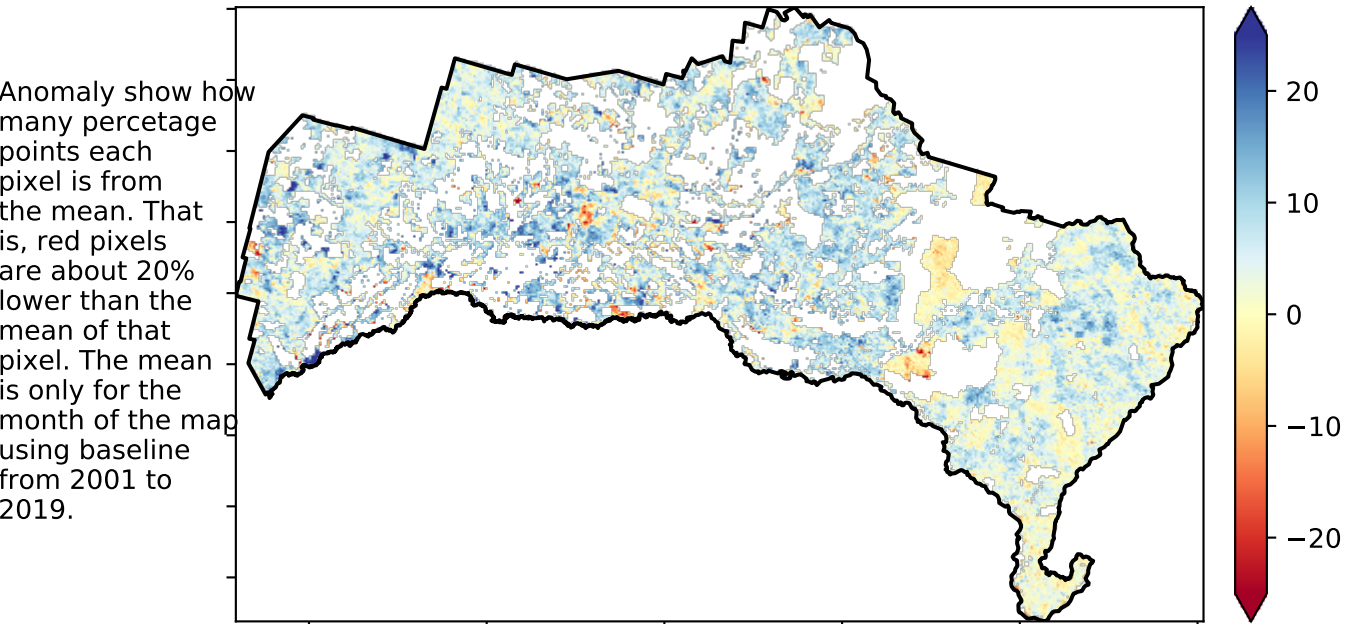 Anomaly show how
many percetage
points each
pixel is from
the mean. That
is, red pixels
are about 20%
lower than the
mean of that
pixel. The mean
is only for the
month of the map
using baseline
from 2001 to
2019.
20
10
0
−10
−20